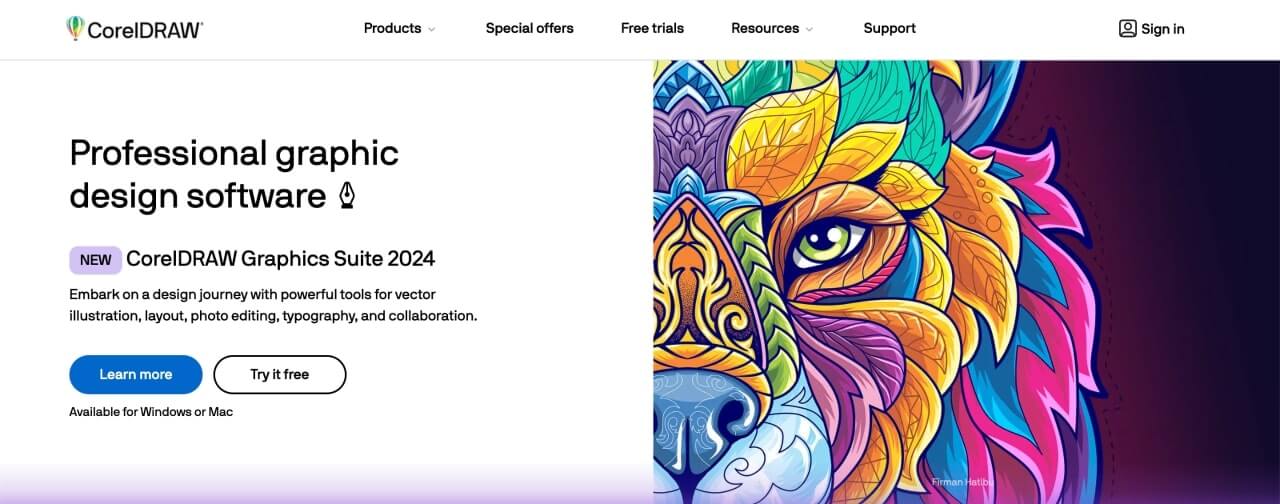 CorelDRAW®
Products
Special offers
Free trials
Resources
Support
Sign in
Professional graphic
design software
NEW CorelDRAW Graphics Suite 2024
Embark on a design journey with powerful tools for vector
illustration, layout, photo editing, typography, and collaboration.
Learn more
Try it free
Available for Windows or Mac
Firman Hatibu